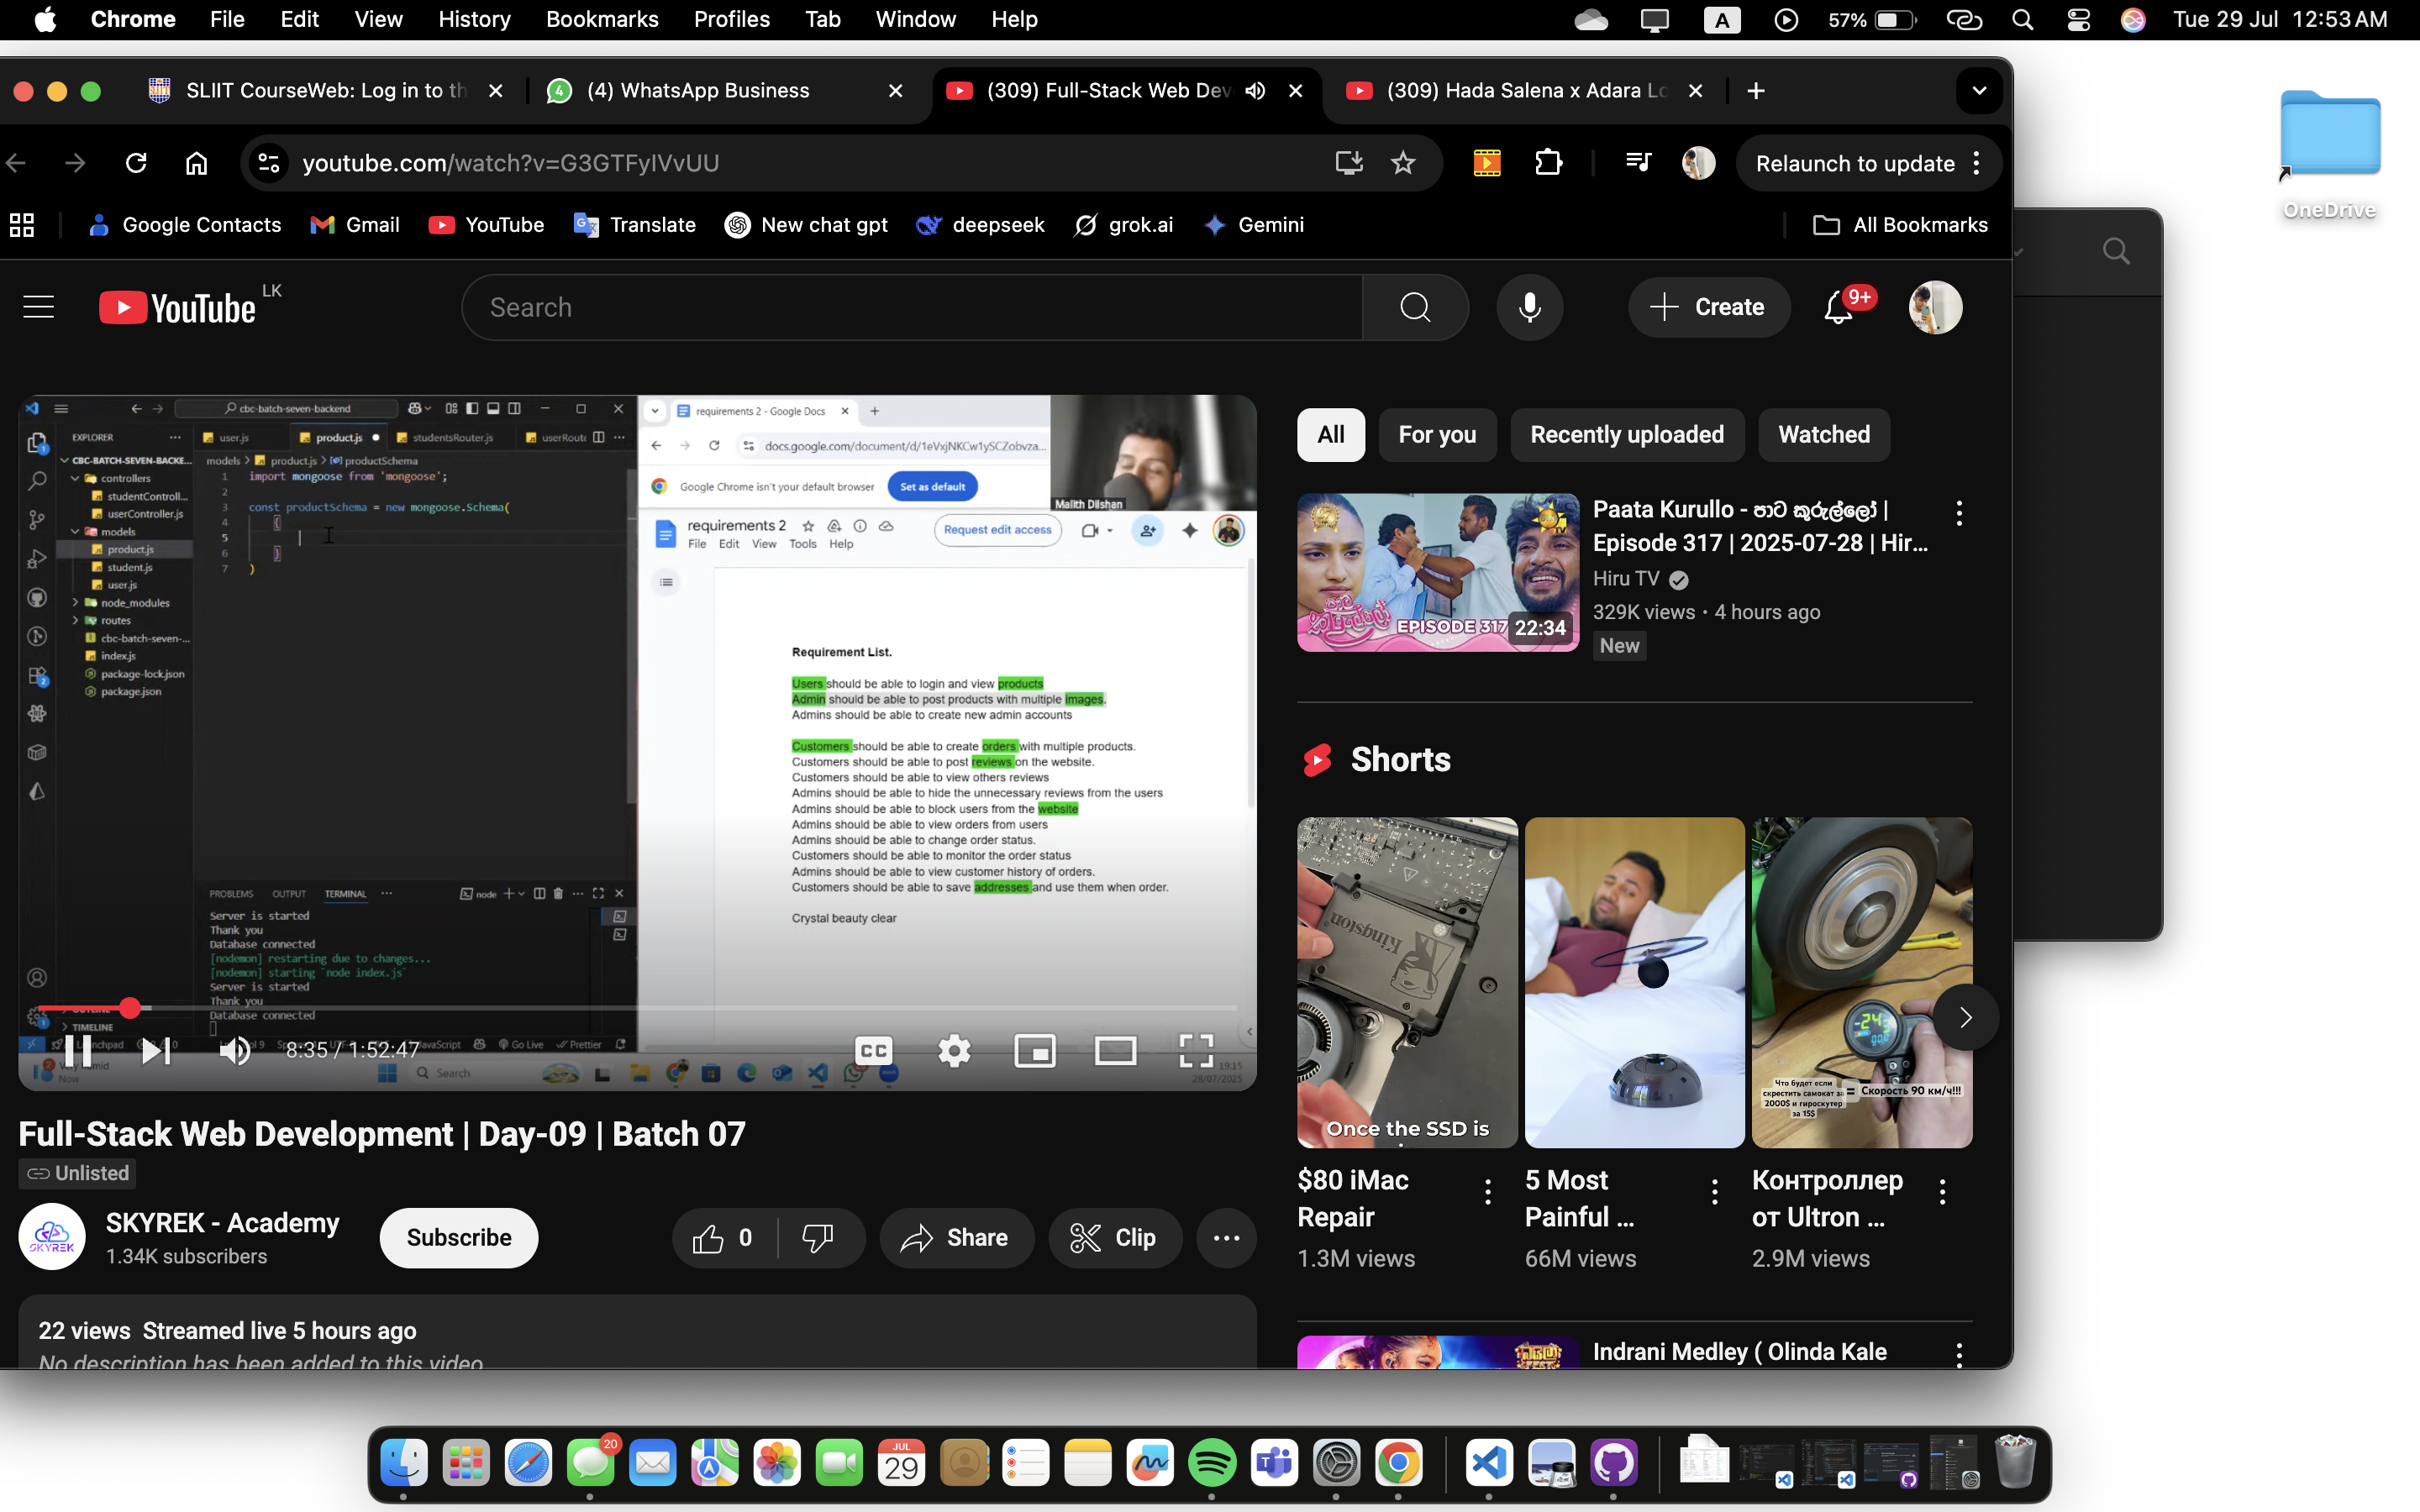 Chrome File Edit View History Bookmarks Profiles Tab Window Help
A 57% Tue 29 Jul 12:53 AM
SLIIT CourseWeb: Log in to th
4 (4) WhatsApp Business
(309) Full-Stack Web Dev
(309) Hada Salena x Adara Lo
youtube.com/watch?v=G3GTFyIVvUU
Relaunch to update
Google Contacts Gmail YouTube Translate New chat gpt deepseek grok.ai Gemini All Bookmarks
OneDrive
YouTube LK
Search
Create
9+
cbc-batch-seven-backend
EXPLORER
user.js product.js studentsRouter.js userRoute
CBC-BATCH-SEVEN-BACKE...
controllers
studentControll...
userController.js
models
product.js
student.js
user.js
node_modules
routes
cbc-batch-seven-...
index.js
package-lock.json
package.json
models > product.js > productSchema
1 import mongoose from 'mongoose';
2
3 const productSchema = new mongoose.Schema(
4 {
5
6 }
7 )
PROBLEMS OUTPUT TERMINAL ... node
Server is started
Thank you
Database connected
[nodemon] restarting due to changes...
[nodemon] starting `node index.js`
Server is started
Thank you
Database connected
OUTLINE
TIMELINE
JavaScript Go Live Prettier
Search
19:15
28/07/2025
8:35 / 1:52:47
CC
requirements 2 - Google Docs
docs.google.com/document/d/1eVxjNKCw1ySCZobvza...
Google Chrome isn't your default browser Set as default
Malith Dilshan
requirements 2
File Edit View Tools Help
Request edit access
Requirement List.
Users should be able to login and view products
Admin should be able to post products with multiple images.
Admins should be able to create new admin accounts
Customers should be able to create orders with multiple products.
Customers should be able to post reviews on the website.
Customers should be able to view others reviews
Admins should be able to hide the unnecessary reviews from the users
Admins should be able to block users from the website
Admins should be able to view orders from users
Admins should be able to change order status.
Customers should be able to monitor the order status
Admins should be able to view customer history of orders.
Customers should be able to save addresses and use them when order.
Crystal beauty clear
Full-Stack Web Development | Day-09 | Batch 07
Unlisted
SKYREK
SKYREK - Academy
1.34K subscribers
Subscribe
0
Share
Clip
22 views Streamed live 5 hours ago
No description has been added to this video
All For you Recently uploaded Watched
EPISODE 317
22:34
Paata Kurullo - පාට කුරුල්ලෝ |
Episode 317 | 2025-07-28 | Hir...
Hiru TV
329K views • 4 hours ago
New
Shorts
Kingston
Once the SSD is
-24.3
Что будет если
скрестить самокат за
2000$ и гироскутер
за 15$
= Скорость 90 км/ч!!!
$80 iMac
Repair
1.3M views
5 Most
Painful ...
66M views
Контроллер
от Ultron ...
2.9M views
Indrani Medley ( Olinda Kale
20
JUL
29